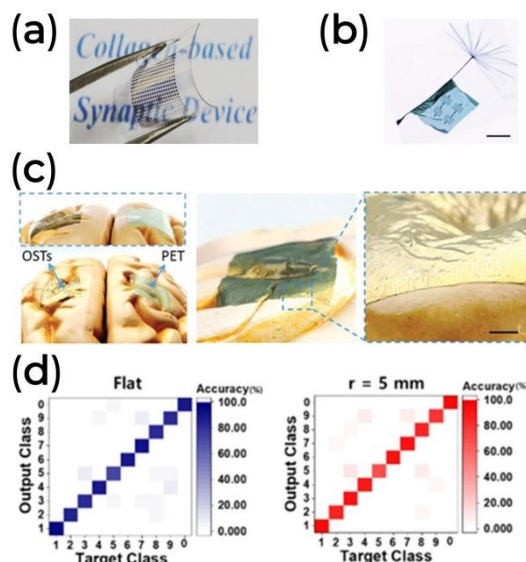 (a)
Collagen-based
Synaptic Device
(b)
(c)
OSTs
PET
(d)
Flat
Accuracy(%)
Output Class
0
9
8
7
6
5
4
3
2
1
1 2 3 4 5 6 7 8 9 0
Target Class
100.0
80.00
60.00
40.00
20.00
0.000
r = 5 mm
Accuracy(%)
Output Class
0
9
8
7
6
5
4
3
2
1
1 2 3 4 5 6 7 8 9 0
Target Class
100.0
80.00
60.00
40.00
20.00
0.000